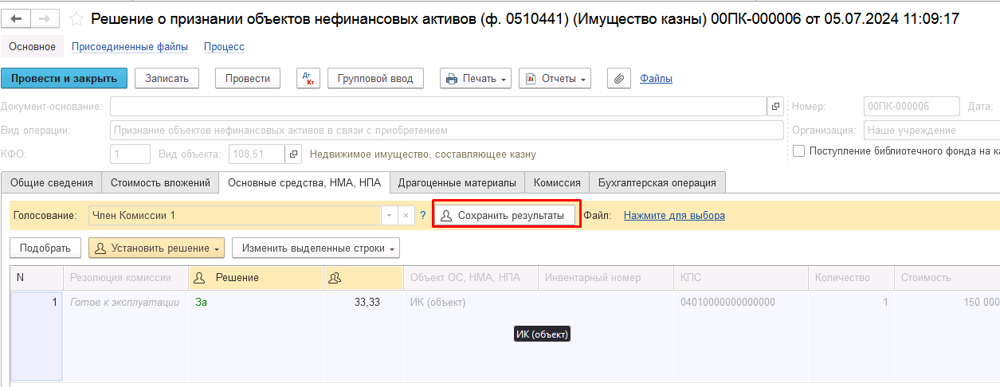 Решение о признании объектов нефинансовых активов (ф. 0510441) (Имущество казны) 00ПК-000006 от 05.07.2024 11:09:17
Основное Присоединенные файлы Процесс
Провести и закрыть Записать Провести Дт Кт Групповой ввод Печать Отчеты Файлы
Документ-основание: Номер: 00ПК-000006 Дата:
Вид операции: Признание объектов нефинансовых активов в связи с приобретением Организация: Наше учреждение
КФО: 1 Вид объекта: 108.51 Недвижимое имущество, составляющее казну Поступление библиотечного фонда на ка
Общие сведения Стоимость вложений Основные средства, НМА, НПА Драгоценные материалы Комиссия Бухгалтерская операция
Голосование: Член Комиссии 1 ? Сохранить результаты Файл: Нажмите для выбора
Подобрать Установить решение Изменить выделенные строки
N Резолюция комиссии Решение Объект ОС, НМА, НПА Инвентарный номер КПС Количество Стоимость
1 Готов к эксплуатации За 33,33 ИК (объект) 04010000000000000 1 150 000
ИК (объект)